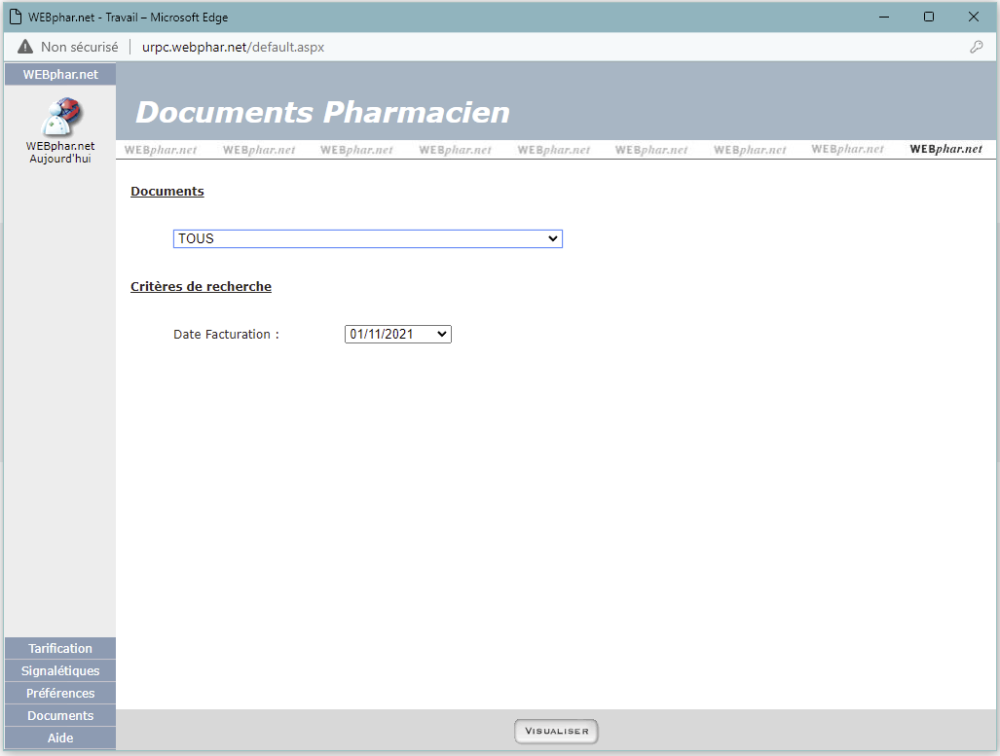 WEBphar.net - Travail – Microsoft Edge
Non sécurisé urpc.webphar.net/default.aspx
WEBphar.net
WEBphar.net
Aujourd'hui
Documents Pharmacien
WEBphar.net WEBphar.net WEBphar.net WEBphar.net WEBphar.net WEBphar.net WEBphar.net WEBphar.net WEBphar.net
Documents
TOUS
Critères de recherche
Date Facturation : 01/11/2021
Tarification
Signalétiques
Préférences
Documents
Aide
VISUALISER